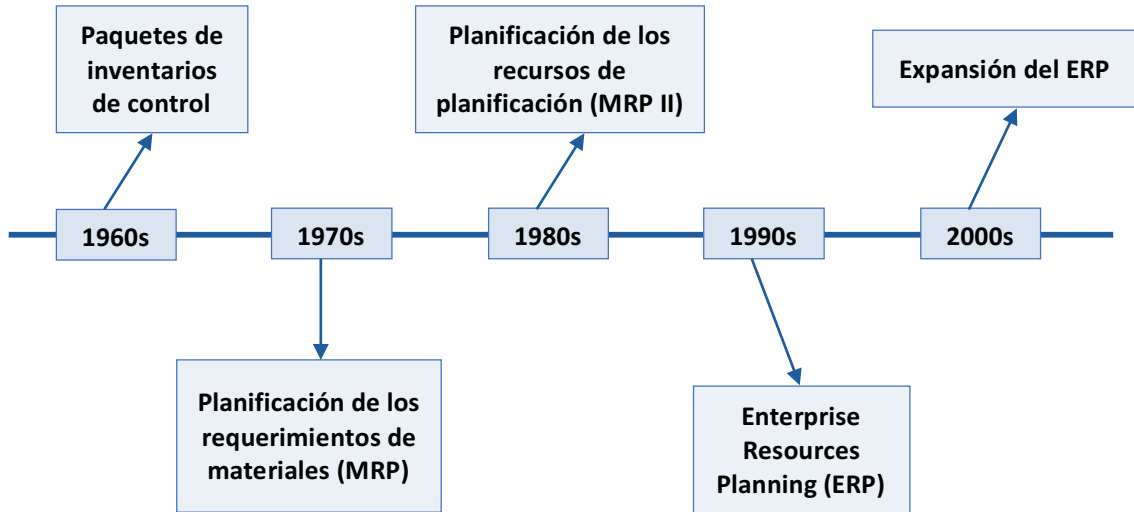 Paquetes de
inventarios
de control
Planificación de los
recursos de
planificación (MRP II)
Expansión del ERP
1960s
1970s
1980s
1990s
2000s
Planificación de los
requerimientos de
materiales (MRP)
Enterprise
Resources
Planning (ERP)